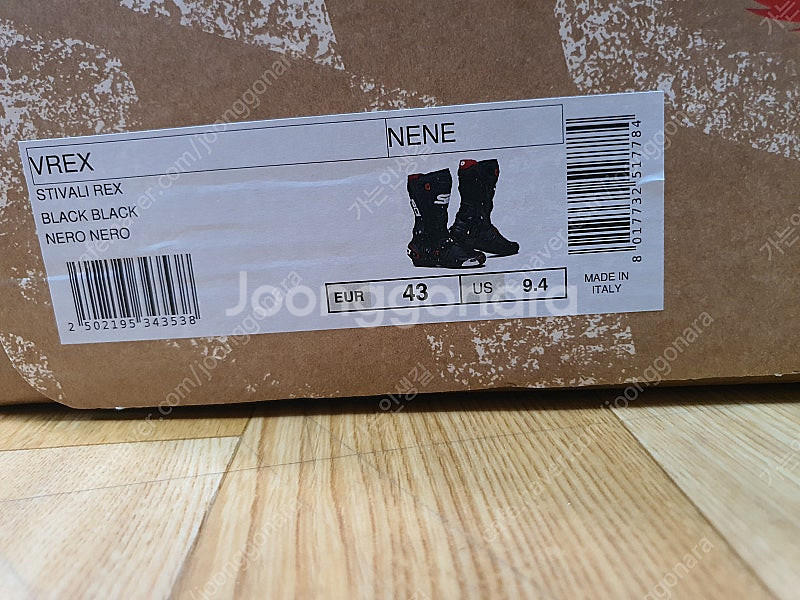 VREX
NENE
STIVALI REX
BLACK BLACK
NERO NERO
2 502195 343538
EUR 43 US 9.4
8 017732 517784
MADE IN
ITALY
Joonggonara